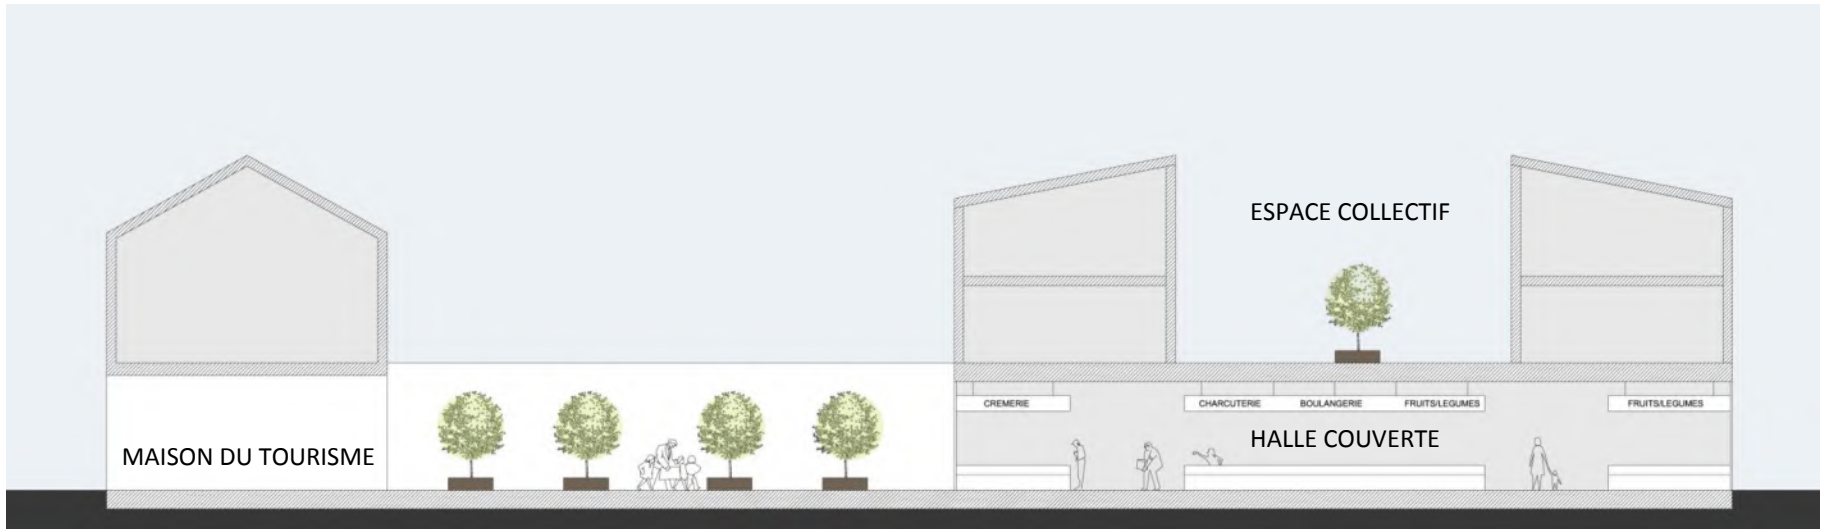 ESPACE COLLECTIF
CREMERIE
CHARCUTERIE BOULANGERIE FRUITS/LEGUMES
FRUITS/LEGUMES
HALLE COUVERTE
MAISON DU TOURISME